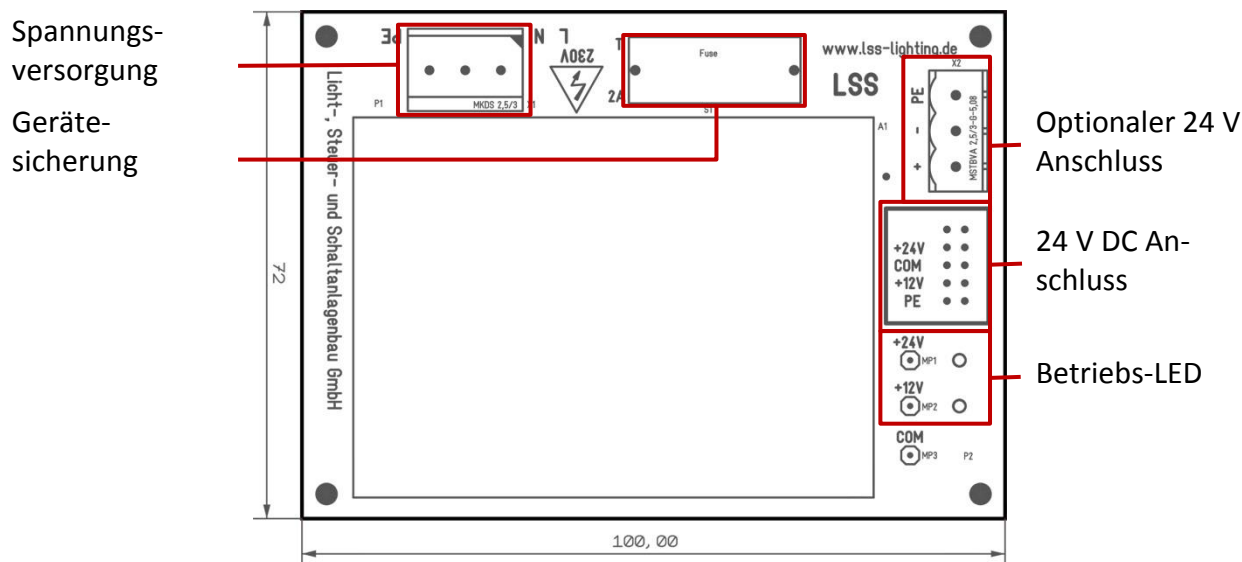 Spannungs-
versorgung
Geräte-
sicherung
PE
N
L
230V
P1
MKDS 2,5/3
X1
T
2A
Fuse
S1
www.lss-lighting.de
LSS
X2
PE
-
+
MSTBVA 2,5/3-G-5,08
A1
Optionaler 24 V
Anschluss
Licht-, Steuer- und Schaltanlagenbau GmbH
+24V
COM
+12V
PE
24 V DC An-
schluss
+24V
MP1
+12V
MP2
Betriebs-LED
COM
MP3
P2
72
100,00